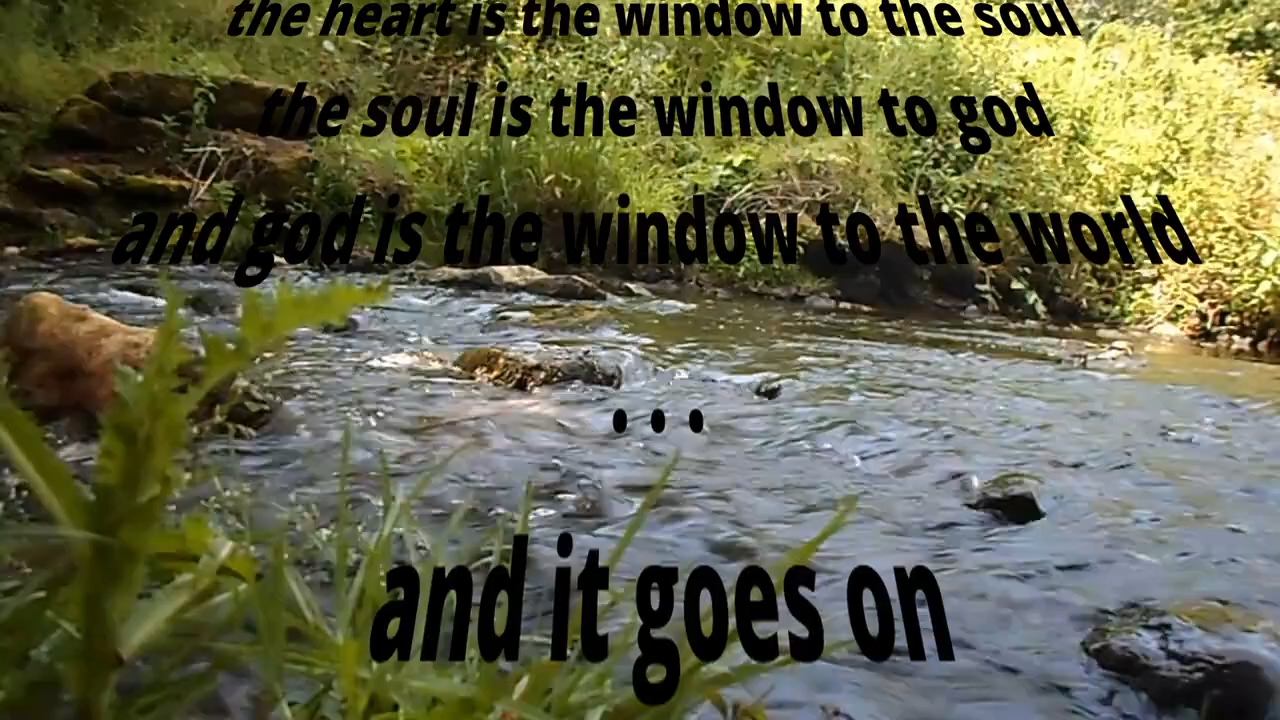 the heart is the window to the soul
the soul is the window to god
and god is the window to the world
...
and it goes on